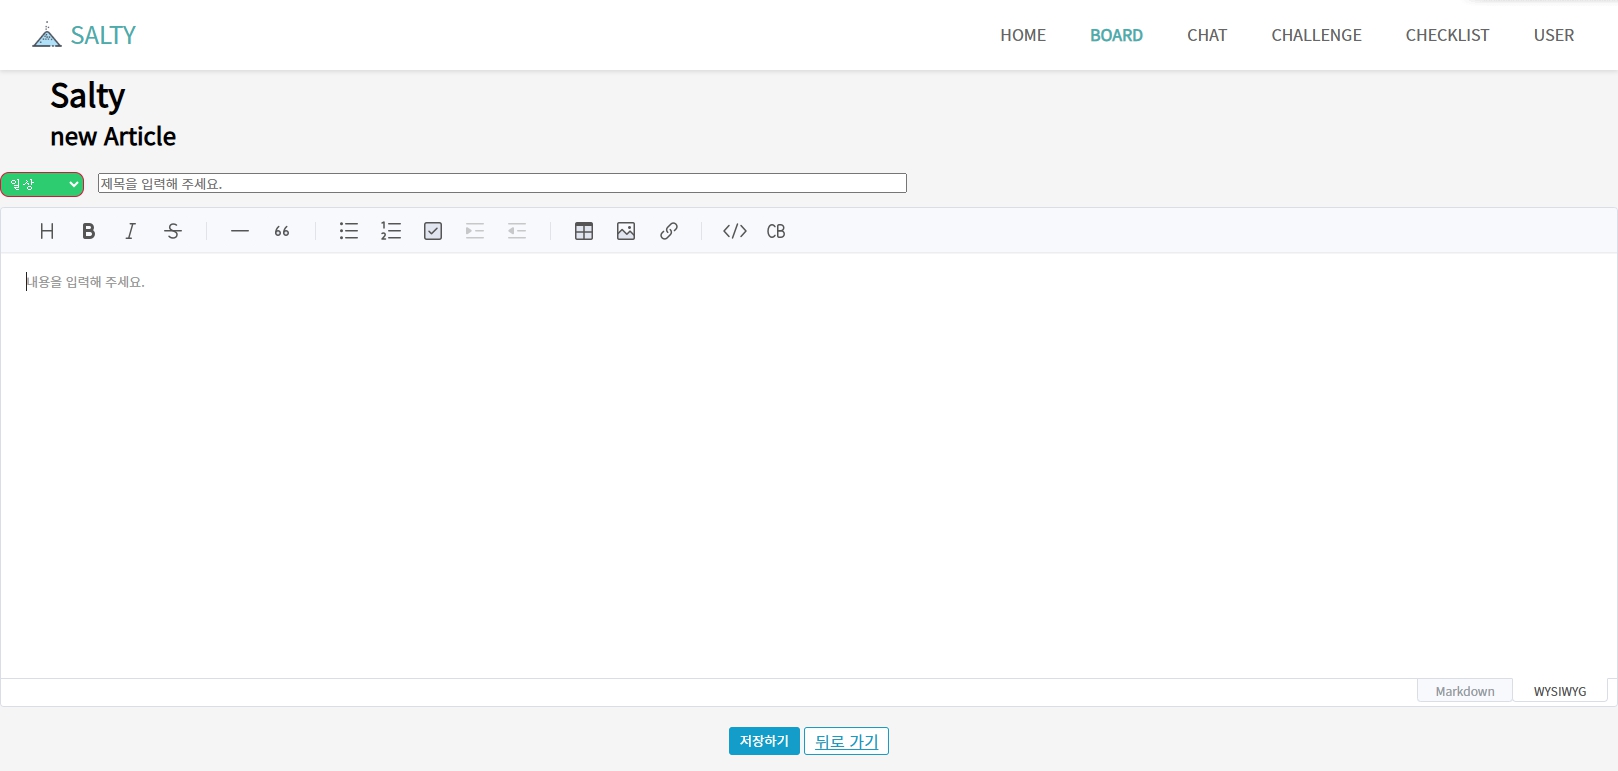 SALTY
HOME BOARD CHAT CHALLENGE CHECKLIST USER
Salty
new Article
일상 제목을 입력해 주세요.
H B I S — 66 </> CB
내용을 입력해 주세요.
Markdown WYSIWYG
저장하기 뒤로 가기